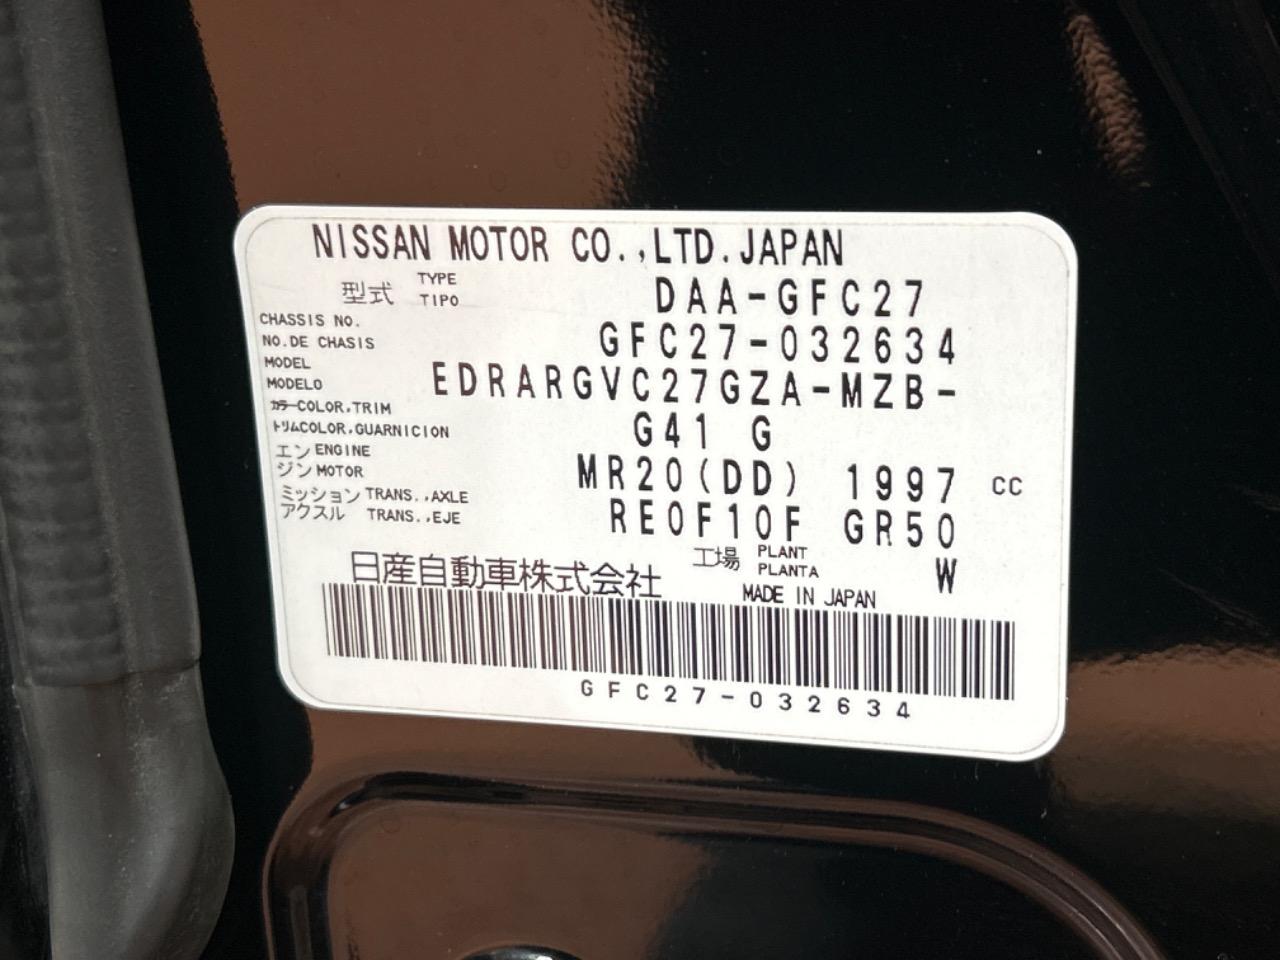 NISSAN MOTOR CO.,LTD.JAPAN
型式 TYPE TIPO DAA-GFC27
CHASSIS NO.
NO.DE CHASIS GFC27-032634
MODEL
MODELO EDRARGVC27GZA-MZB-
カラーCOLOR,TRIM
トリムCOLOR,GUARNICION G41 G
エンジン ENGINE MOTOR MR20(DD) 1997 CC
ミッション TRANS.,AXLE
アクスル TRANS.,EJE RE0F10F GR50
工場 PLANT PLANTA W
日産自動車株式会社 MADE IN JAPAN
GFC27-032634